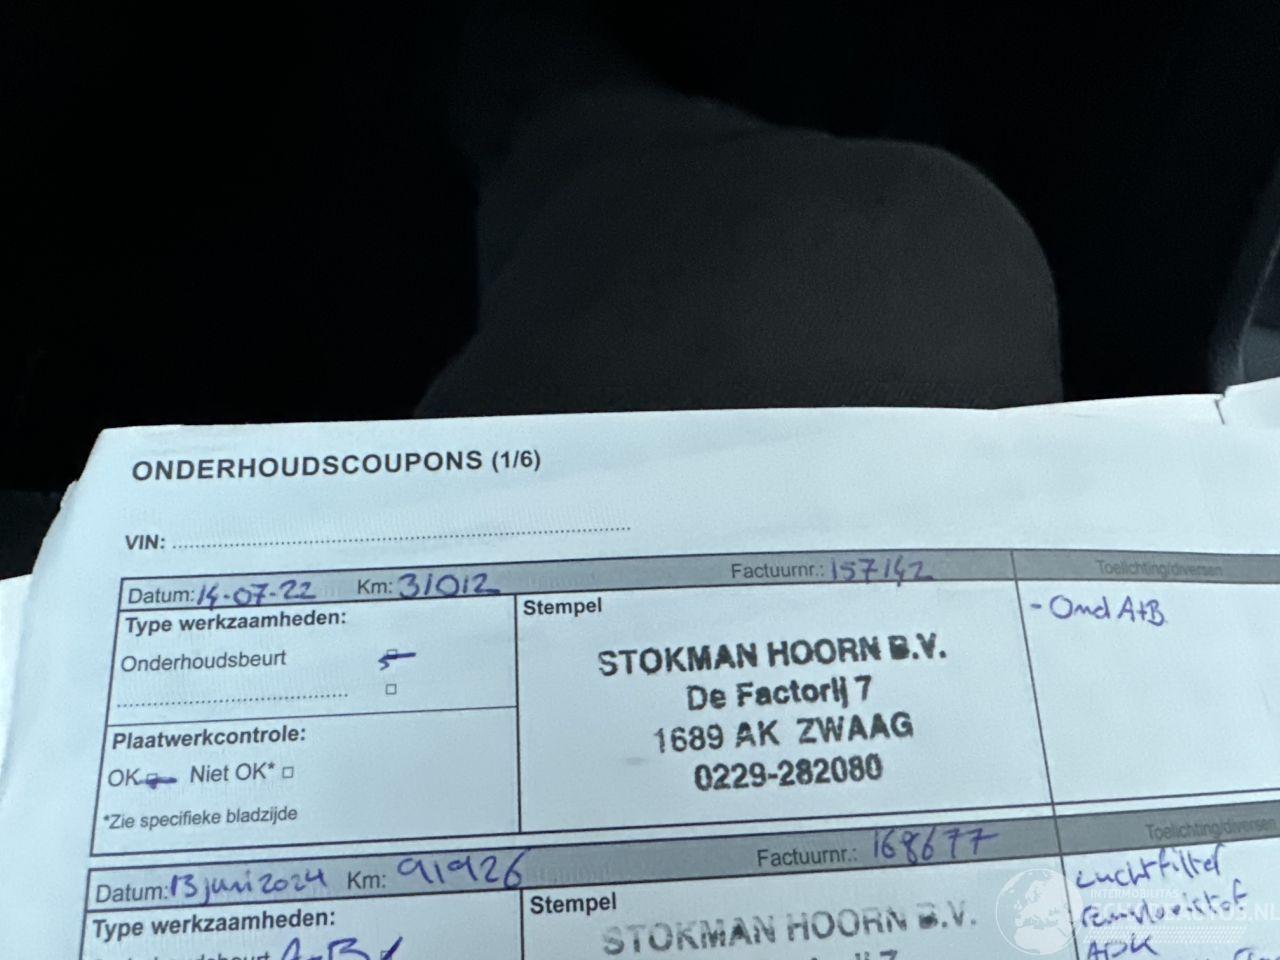 ONDERHOUDSCOUPONS (1/6)
VIN:
Datum: 14-07-22 Km: 31012 Factuurnr.: 157142 Toelichting/diversen
Type werkzaamheden:
Stempel
- Ond A+B
Onderhoudsbeurt
STOKMAN HOORN B.V.
De Factorij 7
1689 AK ZWAAG
0229-282080
Plaatwerkcontrole:
OK Niet OK*
*Zie specifieke bladzijde
Datum: 13 juni 2024 Km: 91926 Factuurnr.: 168677 Toelichting/diversen
Type werkzaamheden:
Stempel
Luchtfilter
remvloeistof
APK
A-B
STOKMAN HOORN B.V.
INTERMOBILITAS